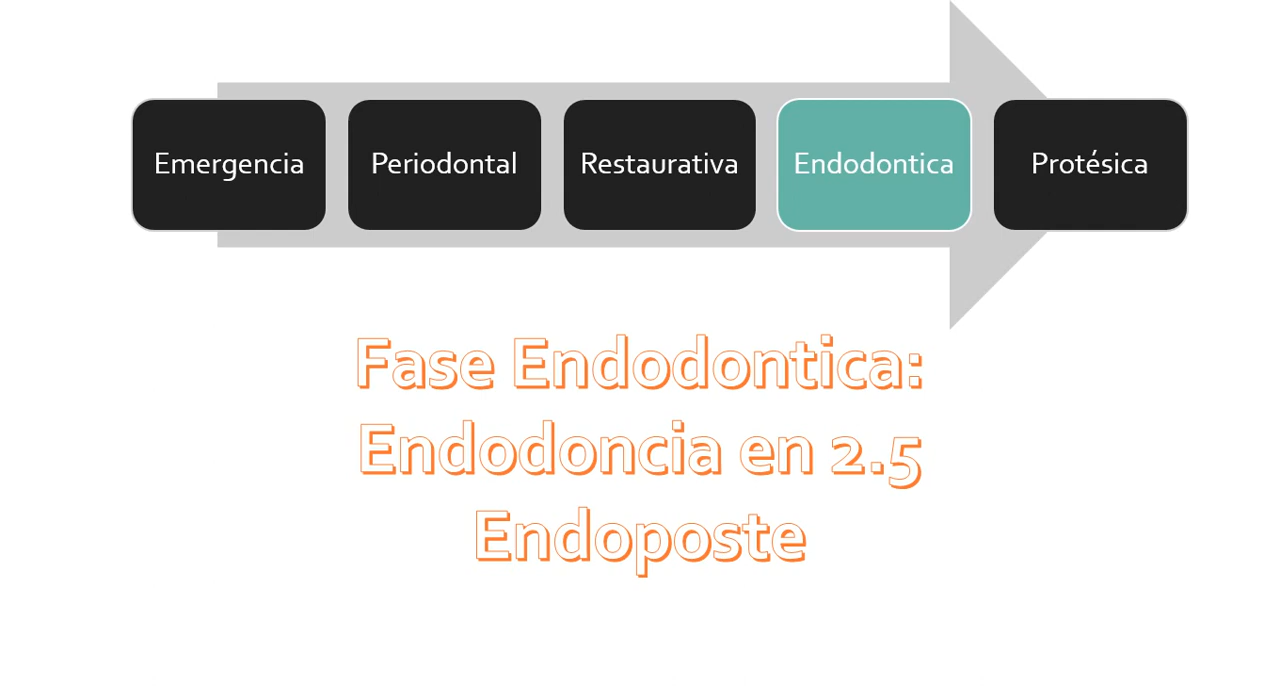 Emergencia
Periodontal
Restaurativa
Endodontica
Protésica
Fase Endodontica:
Endodoncia en 2.5
Endoposte